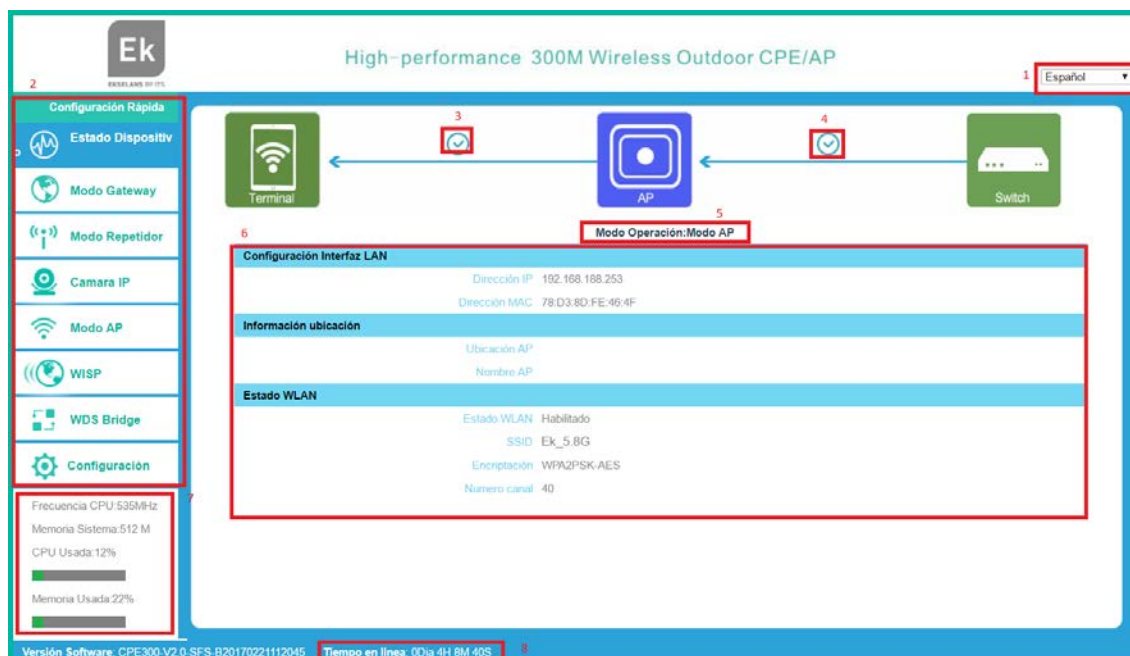 Ek
EKSELANS BY ITS
High-performance 300M Wireless Outdoor CPE/AP
1
Español
2
Configuración Rápida
Estado Dispositiv
o
Modo Gateway
Modo Repetidor
Camara IP
Modo AP
WISP
WDS Bridge
Configuración
3
4
Terminal
AP
Switch
5
Modo Operación:Modo AP
6
Configuración Interfaz LAN
Dirección IP 192.168.188.253
Dirección MAC 78:D3:8D:FE:46:4F
Información ubicación
Ubicación AP
Nombre AP
Estado WLAN
Estado WLAN Habilitado
SSID Ek_5.8G
Encriptación WPA2PSK-AES
Numero canal 40
7
Frecuencia CPU:535MHz
Memoria Sistema:512 M
CPU Usada:12%
Memoria Usada:22%
Versión Software: CPE300-V2.0-SFS-B20170221112045
Tiempo en linea: 0Dia 4H 8M 40S
8